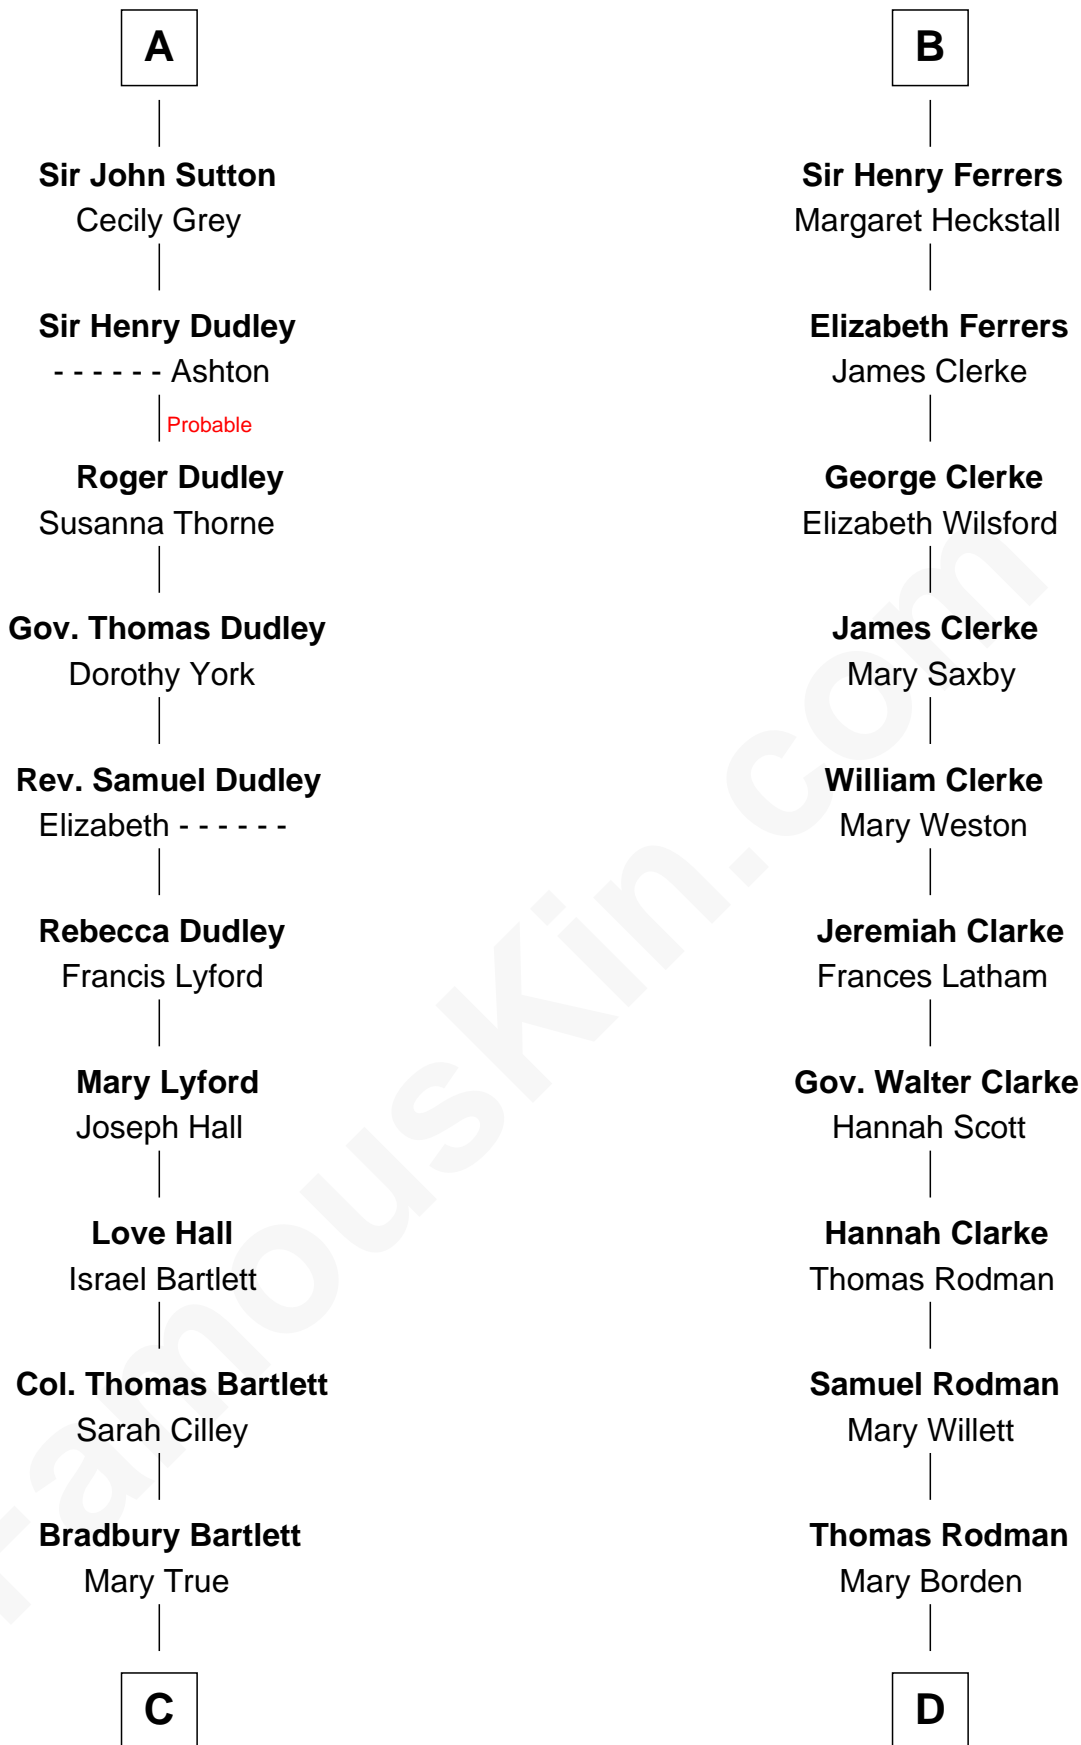 A
Sir John Sutton
Cecily Grey
Sir Henry Dudley
- - - - - - Ashton
Probable
Roger Dudley
Susanna Thorne
Gov. Thomas Dudley
Dorothy York
Rev. Samuel Dudley
Elizabeth - - - - - -
Rebecca Dudley
Francis Lyford
Mary Lyford
Joseph Hall
Love Hall
Israel Bartlett
Col. Thomas Bartlett
Sarah Cilley
Bradbury Bartlett
Mary True
C
B
Sir Henry Ferrers
Margaret Heckstall
Elizabeth Ferrers
James Clerke
George Clerke
Elizabeth Wilsford
James Clerke
Mary Saxby
William Clerke
Mary Weston
Jeremiah Clarke
Frances Latham
Gov. Walter Clarke
Hannah Scott
Hannah Clarke
Thomas Rodman
Samuel Rodman
Mary Willett
Thomas Rodman
Mary Borden
D
FamousKin.com